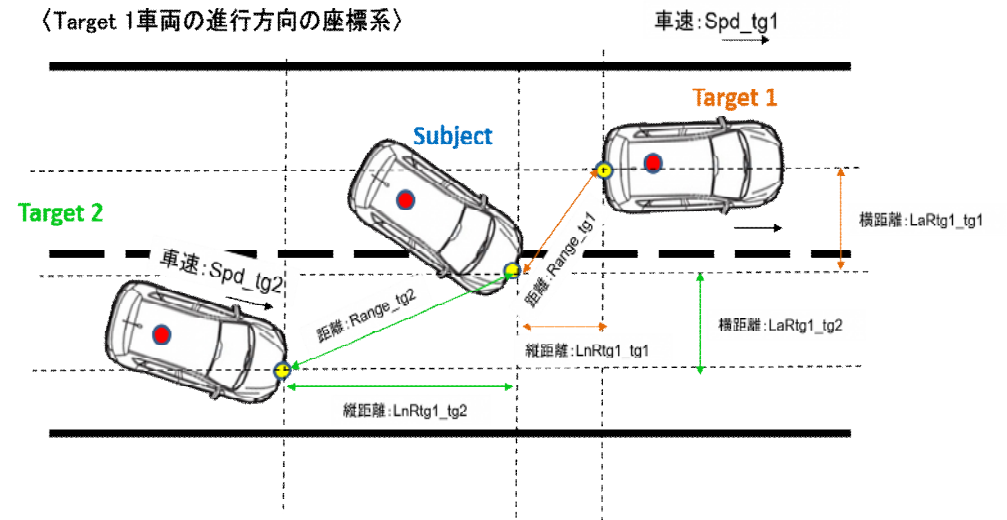 〈Target 1車両の進行方向の座標系〉
車速：Spd_tg1
Target 1
Subject
Target 2
横距離：LaRtg1_tg1
車速：Spd_tg2
距離：Range_tg1
距離：Range_tg2
横距離：LaRtg1_tg2
縦距離：LnRtg1_tg1
縦距離：LnRtg1_tg2